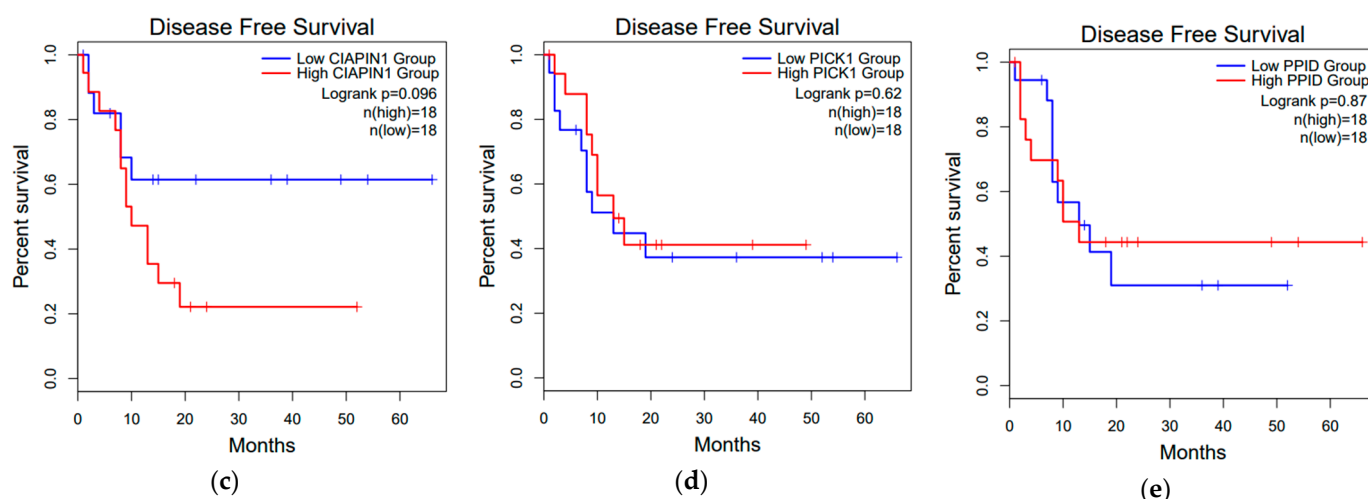 Disease Free Survival
Low CIAPIN1 Group
High CIAPIN1 Group
Logrank p=0.096
n(high)=18
n(low)=18
Percent survival
0.0
0.2
0.4
0.6
0.8
1.0
0 10 20 30 40 50 60
Months
(c)
Disease Free Survival
Low PICK1 Group
High PICK1 Group
Logrank p=0.62
n(high)=18
n(low)=18
Percent survival
0.0
0.2
0.4
0.6
0.8
1.0
0 10 20 30 40 50 60
Months
(d)
Disease Free Survival
Low PPID Group
High PPID Group
Logrank p=0.87
n(high)=18
n(low)=18
Percent survival
0.0
0.2
0.4
0.6
0.8
1.0
0 10 20 30 40 50 60
Months
(e)